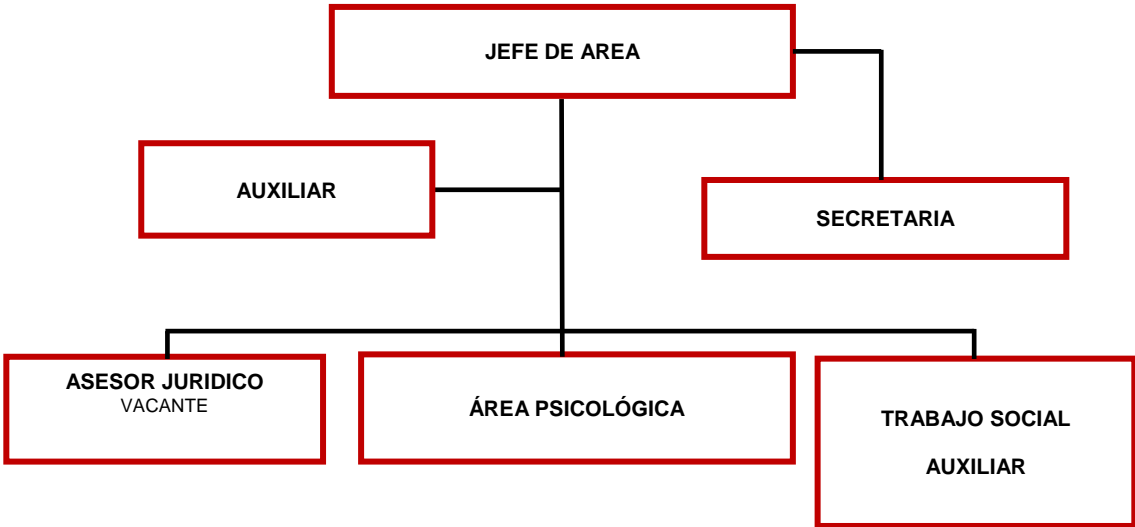 JEFE DE AREA
AUXILIAR
SECRETARIA
ASESOR JURIDICO
VACANTE
ÁREA PSICOLÓGICA
TRABAJO SOCIAL
AUXILIAR